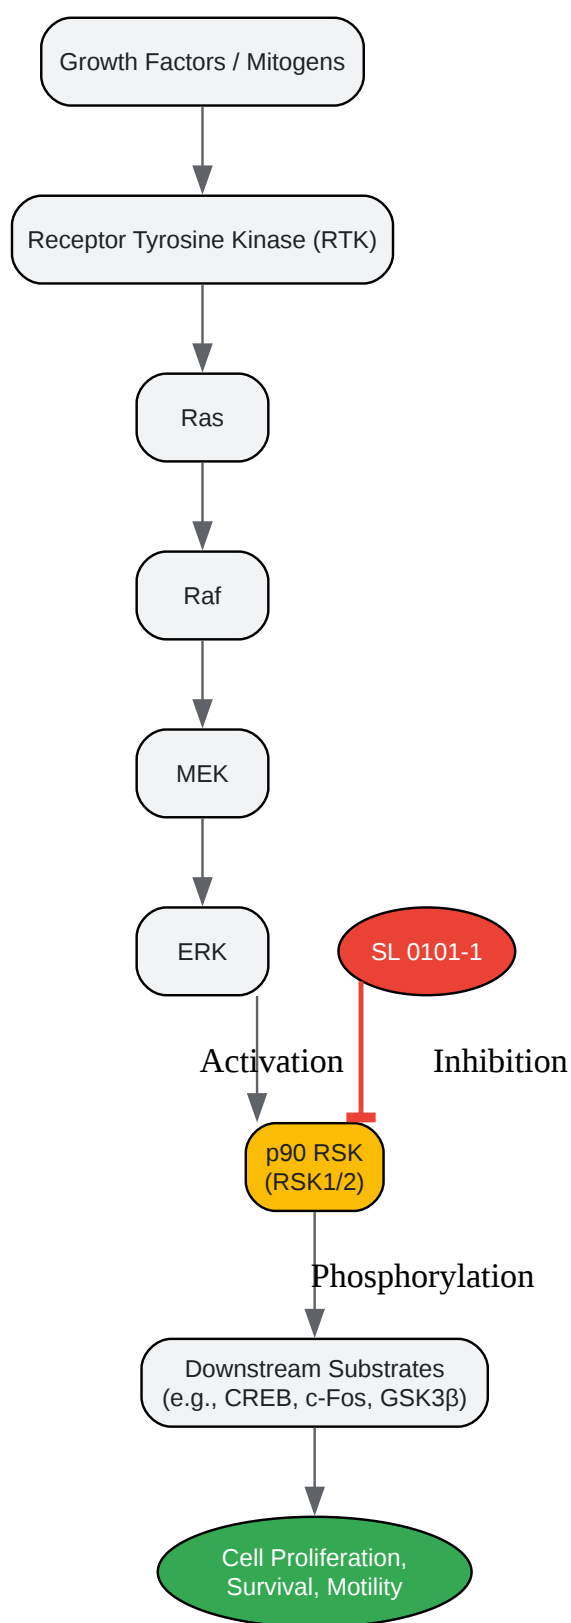 Growth Factors / Mitogens
Receptor Tyrosine Kinase (RTK)
Ras
Raf
MEK
ERK
SL 0101-1
Activation
Inhibition
p90 RSK
(RSK1/2)
Phosphorylation
Downstream Substrates
(e.g., CREB, c-Fos, GSK3β)
Cell Proliferation,
Survival, Motility